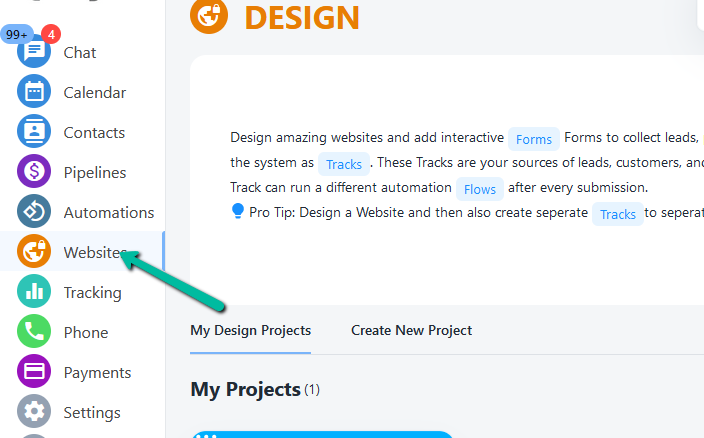 DESIGN
99+
4
Chat
Calendar
Contacts
Pipelines
Automations
Websites
Tracking
Phone
Payments
Settings
Design amazing websites and add interactive Forms Forms to collect leads,
the system as Tracks . These Tracks are your sources of leads, customers, and
Track can run a different automation Flows after every submission.
Pro Tip: Design a Website and then also create seperate Tracks to seperat
My Design Projects
Create New Project
My Projects (1)